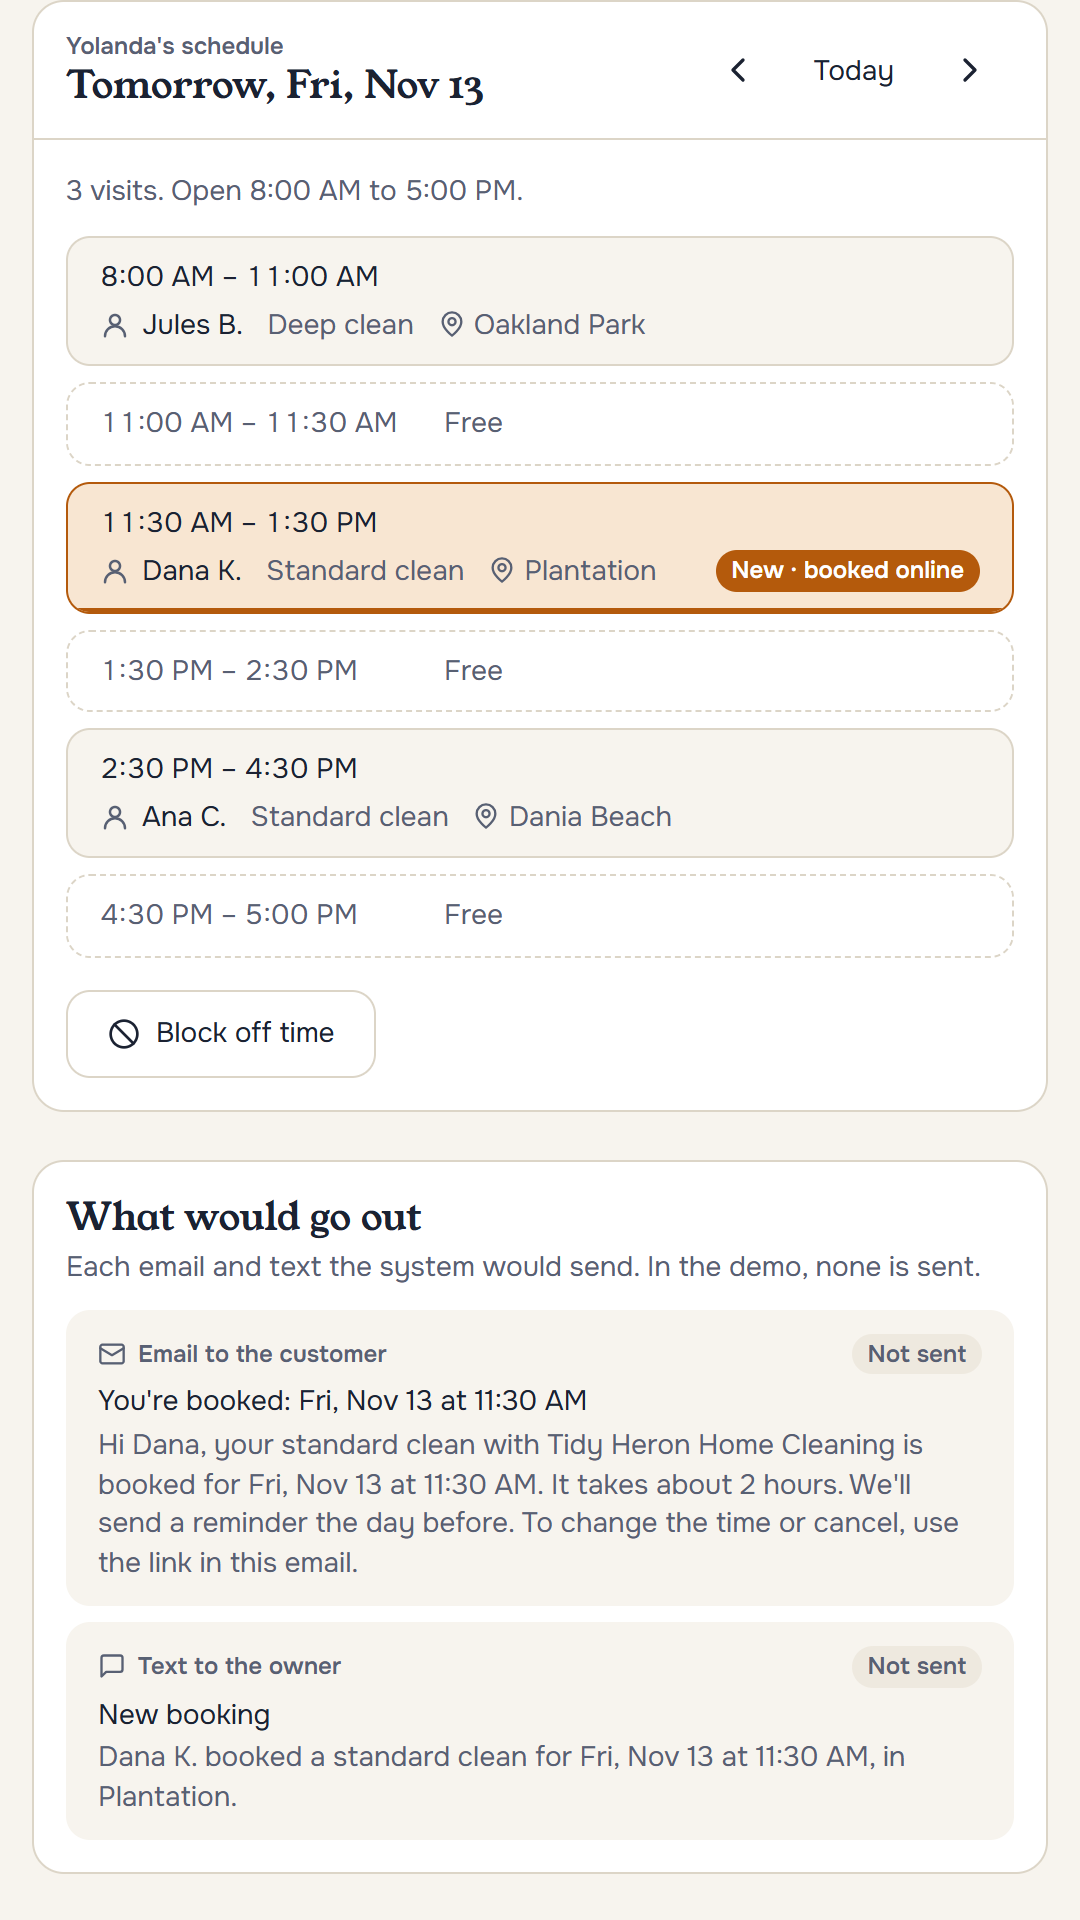 Yolanda's schedule
Tomorrow, Fri, Nov 13
Today
3 visits. Open 8:00 AM to 5:00 PM.
8:00 AM – 11:00 AM
Jules B. Deep clean Oakland Park
11:00 AM – 11:30 AM Free
11:30 AM – 1:30 PM
Dana K. Standard clean Plantation New · booked online
1:30 PM – 2:30 PM Free
2:30 PM – 4:30 PM
Ana C. Standard clean Dania Beach
4:30 PM – 5:00 PM Free
Block off time
What would go out
Each email and text the system would send. In the demo, none is sent.
Email to the customer Not sent
You're booked: Fri, Nov 13 at 11:30 AM
Hi Dana, your standard clean with Tidy Heron Home Cleaning is
booked for Fri, Nov 13 at 11:30 AM. It takes about 2 hours. We'll
send a reminder the day before. To change the time or cancel, use
the link in this email.
Text to the owner Not sent
New booking
Dana K. booked a standard clean for Fri, Nov 13 at 11:30 AM, in
Plantation.